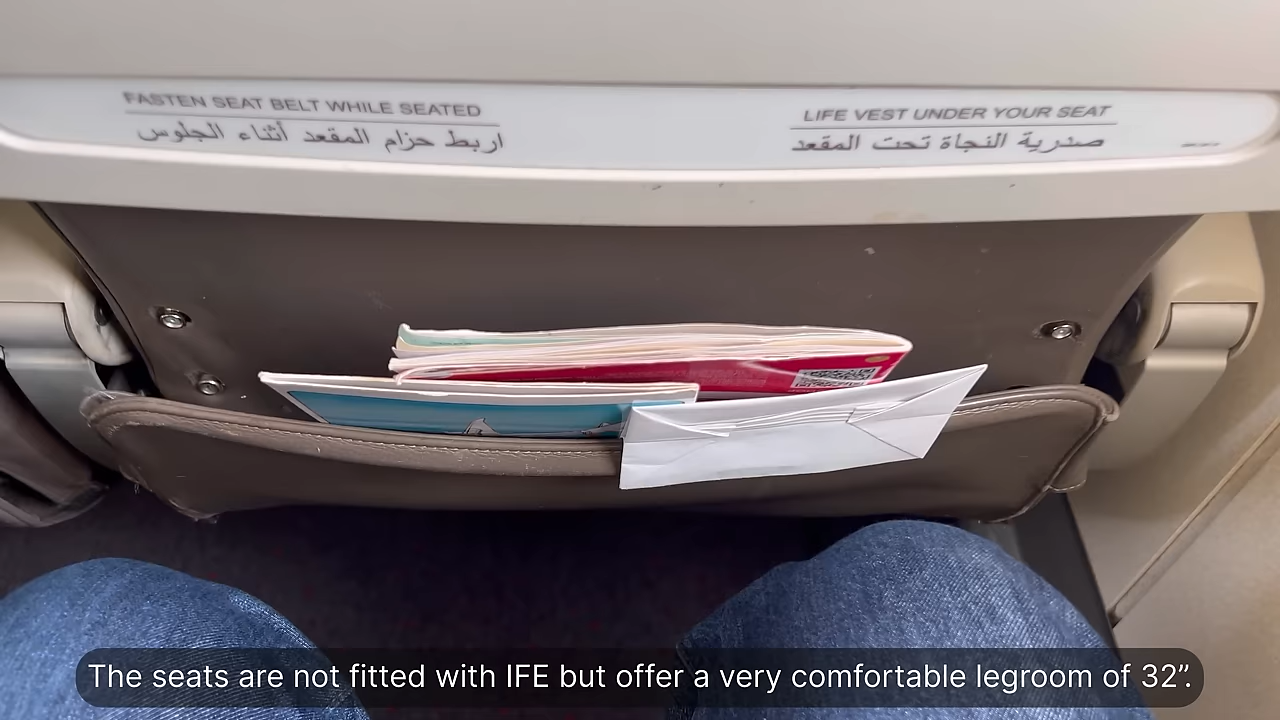 FASTEN SEAT BELT WHILE SEATED
اربط حزام المقعد أثناء الجلوس
LIFE VEST UNDER YOUR SEAT
صدرية النجاة تحت المقعد
The seats are not fitted with IFE but offer a very comfortable legroom of 32”.